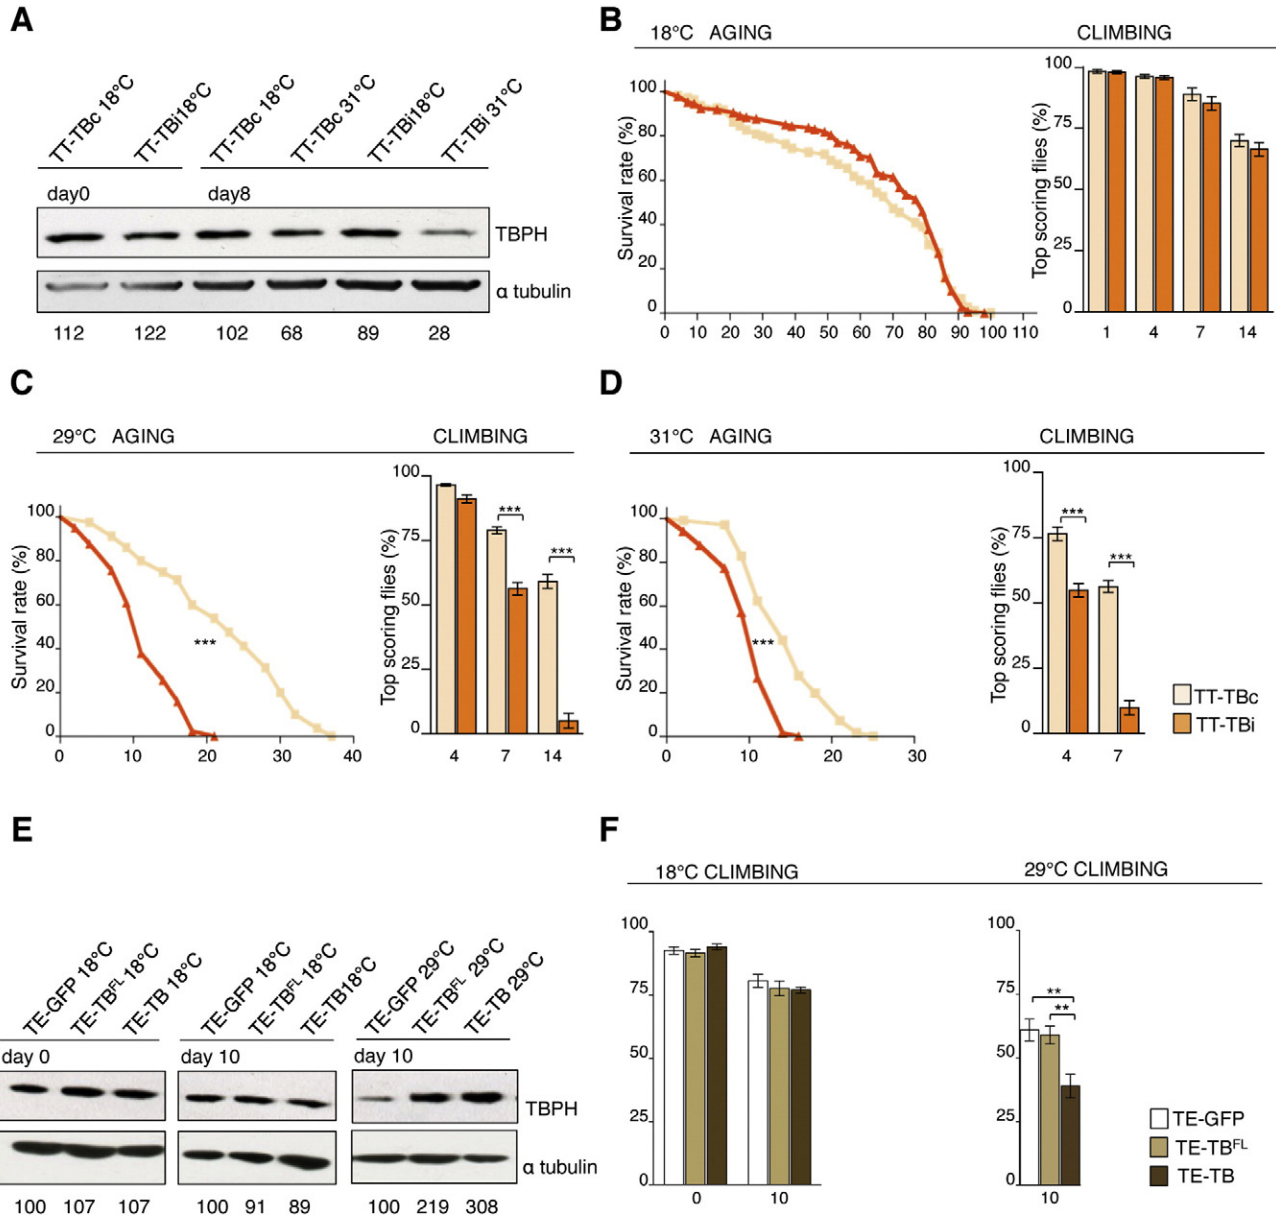 A
TT-TBc 18°C
TT-TBi18°C
TT-TBc 18°C
TT-TBc 31°C
TT-TBi18°C
TT-TBi 31°C
day0
day8
TBPH
α tubulin
112 122 102 68 89 28
B
18°C AGING
CLIMBING
Survival rate (%)
100
80
60
40
20
0
0 10 20 30 40 50 60 70 80 90 100 110
Top scoring flies (%)
100
75
50
25
0
1 4 7 14
C
29°C AGING
CLIMBING
Survival rate (%)
100
80
60
40
20
0
***
0 10 20 30 40
Top scoring flies (%)
100
75
50
25
0
***
***
4 7 14
D
31°C AGING
CLIMBING
Survival rate (%)
100
80
60
40
20
0
***
0 10 20 30
Top scoring flies (%)
100
75
50
25
0
***
***
4 7
TT-TBc
TT-TBi
E
TE-GFP 18°C
TE-TBFL 18°C
TE-TB 18°C
TE-GFP 18°C
TE-TBFL 18°C
TE-TB18°C
TE-GFP 29°C
TE-TBFL 29°C
TE-TB 29°C
day 0
day 10
day 10
TBPH
α tubulin
100 107 107 100 91 89 100 219 308
F
18°C CLIMBING
29°C CLIMBING
100
75
50
25
0
0 10
100
75
50
25
0
**
**
10
TE-GFP
TE-TBFL
TE-TB